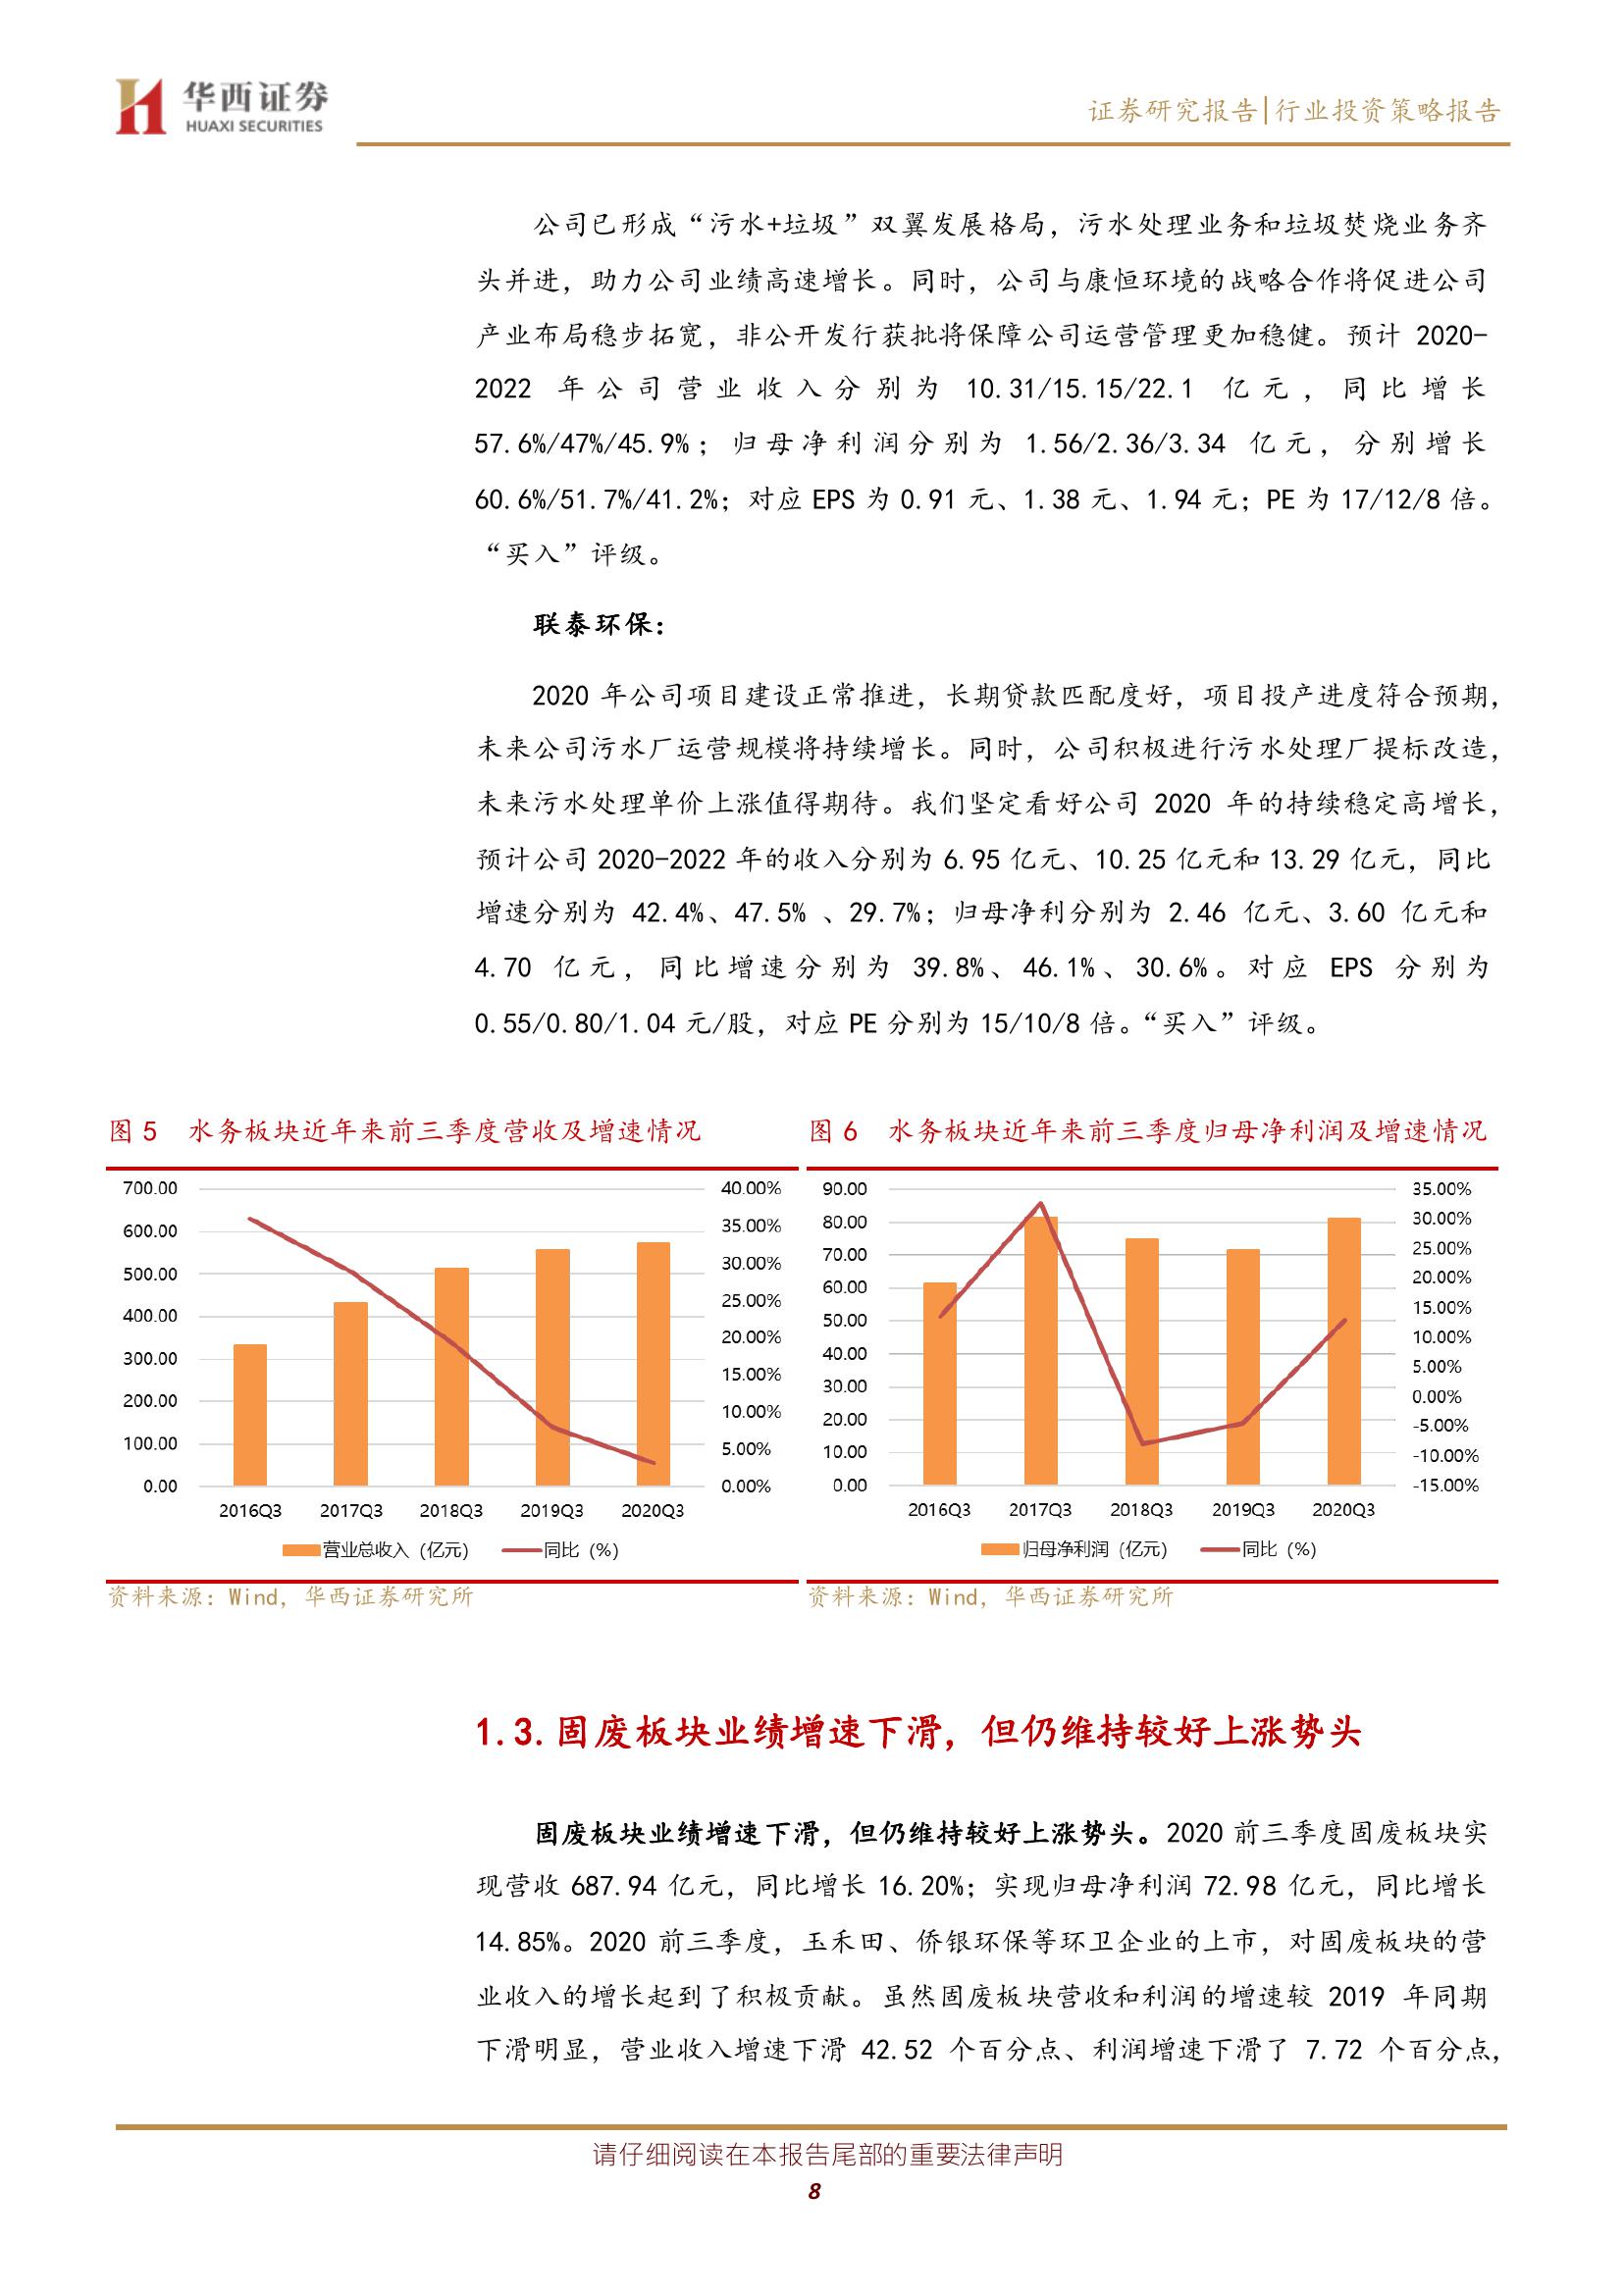 华西证券
HUAXI SECURITIES
证券研究报告|行业投资策略报告
公司已形成“污水+垃圾”双翼发展格局，污水处理业务和垃圾焚烧业务齐
头并进，助力公司业绩高速增长。同时，公司与康恒环境的战略合作将促进公司
产业布局稳步拓宽，非公开发行获批将保障公司运营管理更加稳健。预计 2020-
2022 年公司营业收入分别为 10.31/15.15/22.1 亿元，同比增长
57.6%/47%/45.9%；归母净利润分别为 1.56/2.36/3.34 亿元，分别增长
60.6%/51.7%/41.2%；对应 EPS 为 0.91 元、1.38 元、1.94 元；PE 为 17/12/8 倍。
“买入”评级。
联泰环保：
2020 年公司项目建设正常推进，长期贷款匹配度好，项目投产进度符合预期，
未来公司污水厂运营规模将持续增长。同时，公司积极进行污水处理厂提标改造，
未来污水处理单价上涨值得期待。我们坚定看好公司 2020 年的持续稳定高增长，
预计公司 2020-2022 年的收入分别为 6.95 亿元、10.25 亿元和 13.29 亿元，同比
增速分别为 42.4%、47.5% 、29.7%；归母净利分别为 2.46 亿元、3.60 亿元和
4.70 亿元，同比增速分别为 39.8%、46.1%、30.6%。对应 EPS 分别为
0.55/0.80/1.04 元/股，对应 PE 分别为 15/10/8 倍。“买入”评级。
图 5 水务板块近年来前三季度营收及增速情况
700.00 40.00%
600.00 35.00%
500.00 30.00%
400.00 25.00%
300.00 20.00%
200.00 15.00%
100.00 10.00%
0.00 5.00%
0.00%
2016Q3 2017Q3 2018Q3 2019Q3 2020Q3
营业总收入（亿元） 同比（%）
资料来源：Wind，华西证券研究所
图 6 水务板块近年来前三季度归母净利润及增速情况
90.00 35.00%
80.00 30.00%
70.00 25.00%
60.00 20.00%
50.00 15.00%
40.00 10.00%
30.00 5.00%
20.00 0.00%
10.00 -5.00%
0.00 -10.00%
-15.00%
2016Q3 2017Q3 2018Q3 2019Q3 2020Q3
归母净利润（亿元） 同比（%）
资料来源：Wind，华西证券研究所
1.3.固废板块业绩增速下滑，但仍维持较好上涨势头
固废板块业绩增速下滑，但仍维持较好上涨势头。2020 前三季度固废板块实
现营收 687.94 亿元，同比增长 16.20%；实现归母净利润 72.98 亿元，同比增长
14.85%。2020 前三季度，玉禾田、侨银环保等环卫企业的上市，对固废板块的营
业收入的增长起到了积极贡献。虽然固废板块营收和利润的增速较 2019 年同期
下滑明显，营业收入增速下滑 42.52 个百分点、利润增速下滑了 7.72 个百分点，
请仔细阅读在本报告尾部的重要法律声明
8